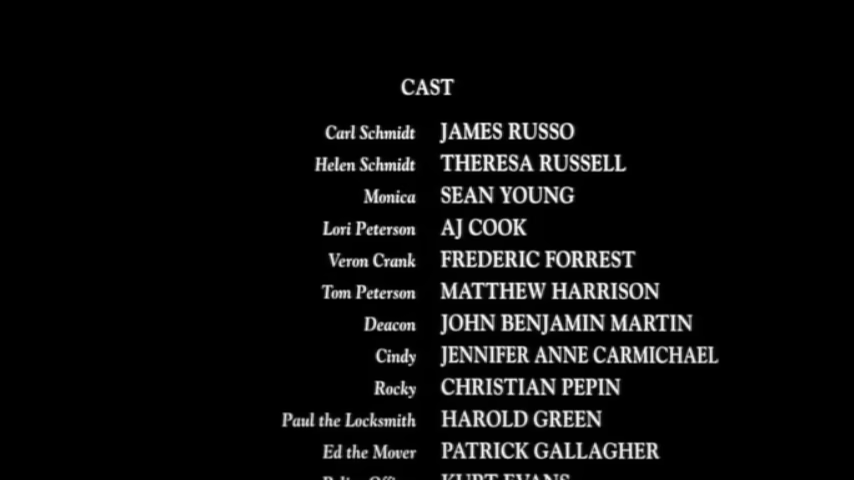 CAST
Carl Schmidt JAMES RUSSO
Helen Schmidt THERESA RUSSELL
Monica SEAN YOUNG
Lori Peterson AJ COOK
Veron Crank FREDERIC FORREST
Tom Peterson MATTHEW HARRISON
Deacon JOHN BENJAMIN MARTIN
Cindy JENNIFER ANNE CARMICHAEL
Rocky CHRISTIAN PEPIN
Paul the Locksmith HAROLD GREEN
Ed the Mover PATRICK GALLAGHER
KURT EVANS